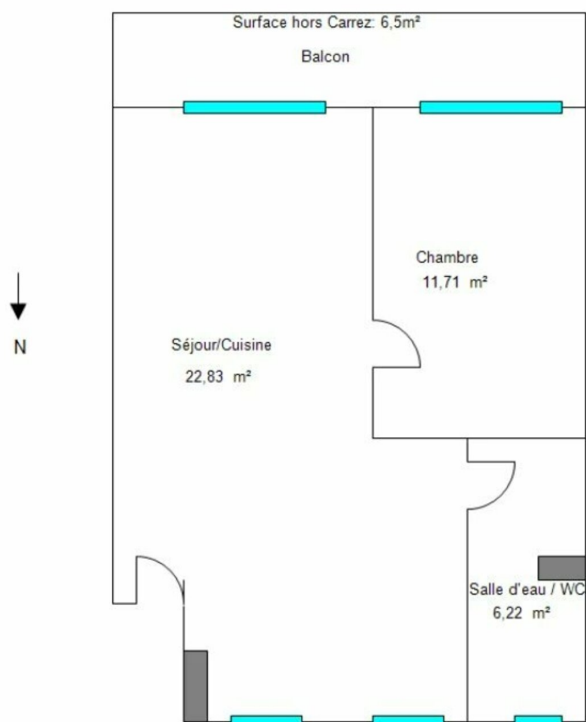 Surface hors Carrez: 6,5m²
Balcon
Chambre
11,71 m²
N
Séjour/Cuisine
22,83 m²
Salle d'eau / WC
6,22 m²